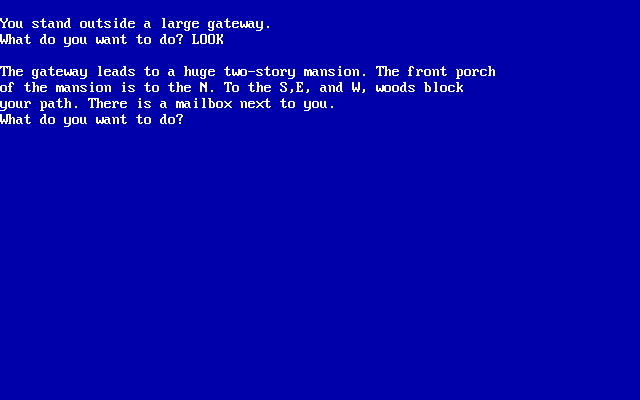 You stand outside a large gateway.
What do you want to do? LOOK
The gateway leads to a huge two-story mansion. The front porch
of the mansion is to the N. To the S,E, and W, woods block
your path. There is a mailbox next to you.
What do you want to do?